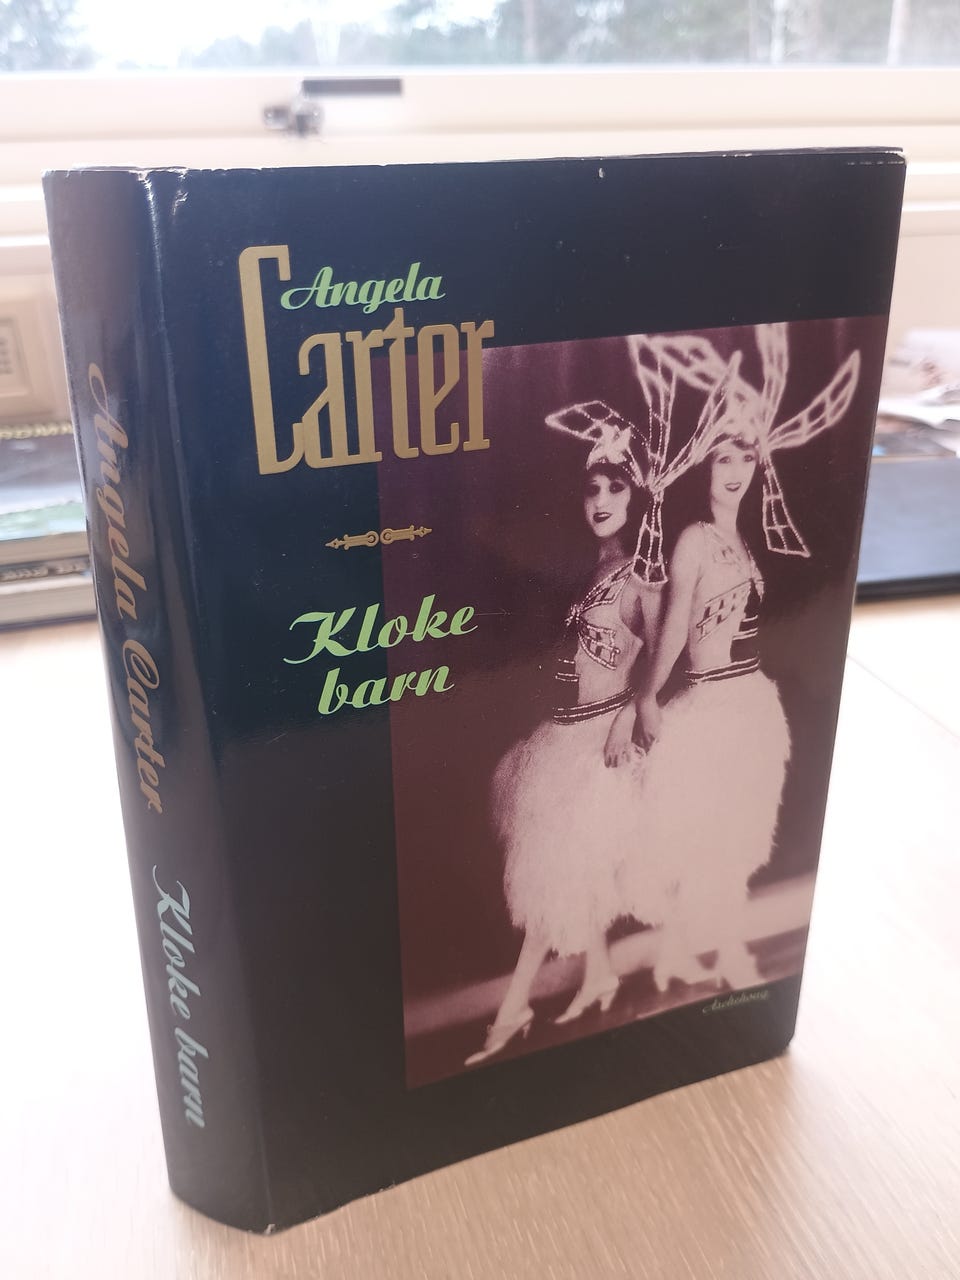 Angela
Carter
Kloke
barn
Aschehoug
Angela Carter Kloke barn